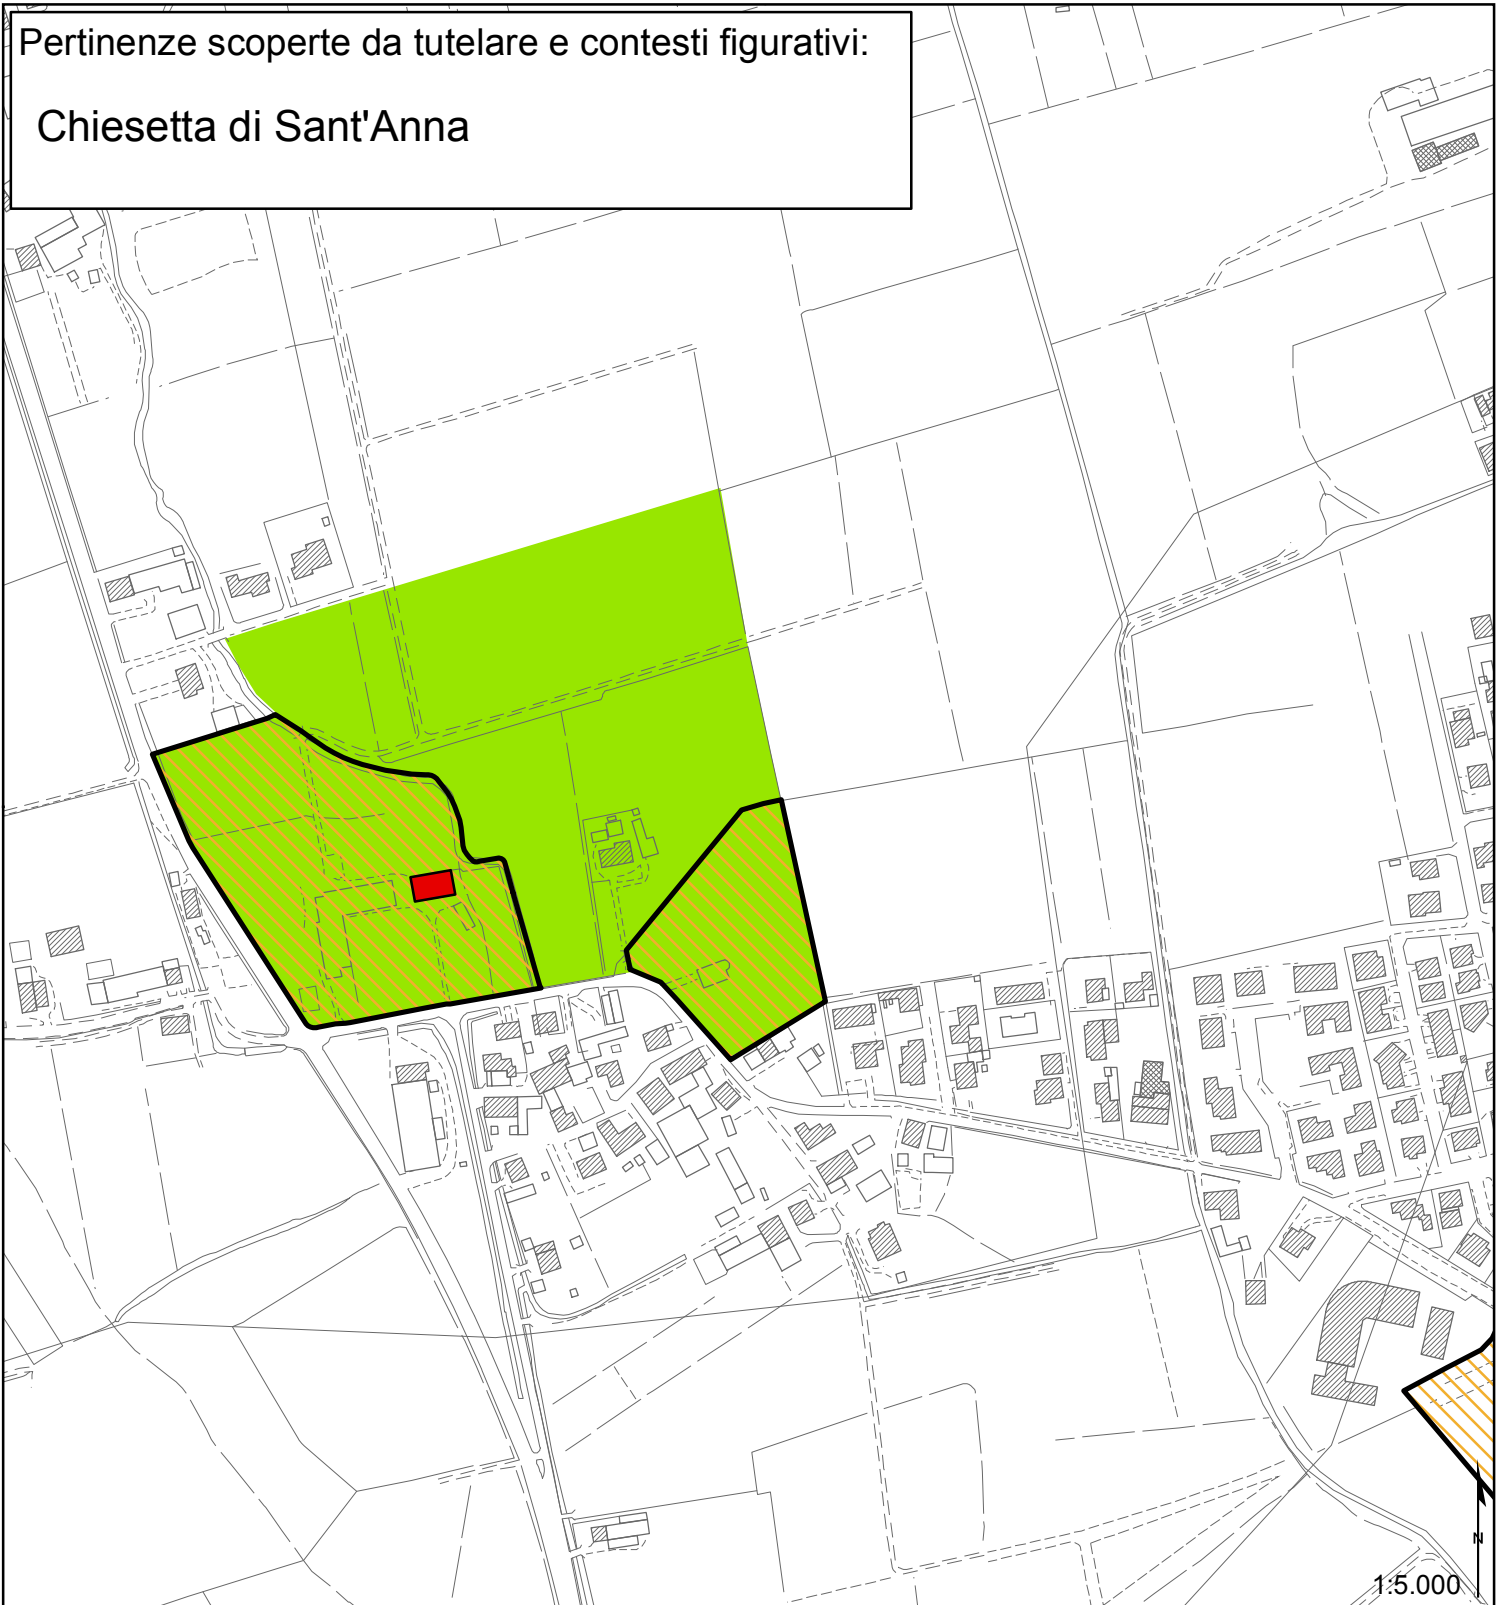 Pertinenze scoperte da tutelare e contesti figurativi:
Chiesetta di Sant'Anna
N
1:5.000